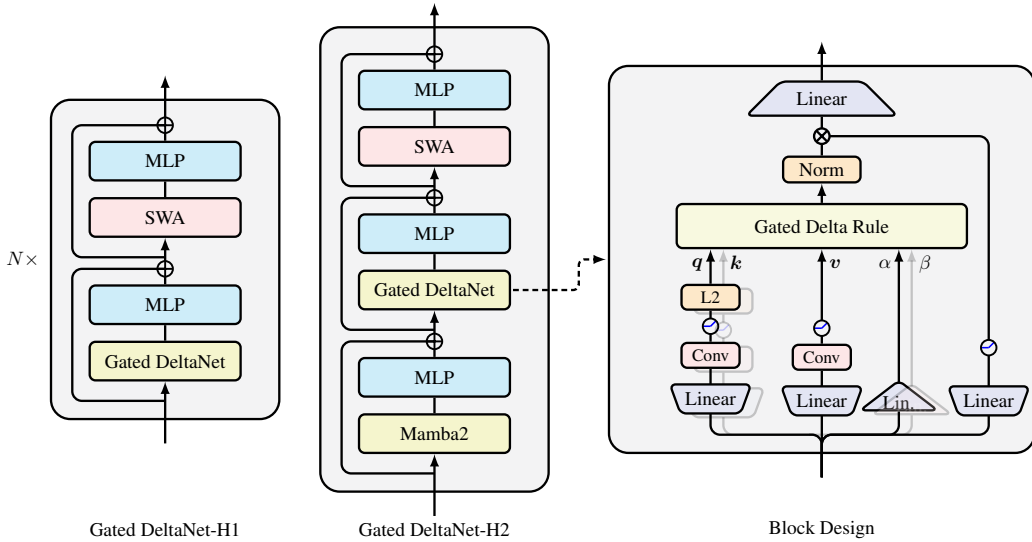 N×
MLP
SWA
MLP
Gated DeltaNet
Gated DeltaNet-H1
MLP
SWA
MLP
Gated DeltaNet
MLP
Mamba2
Gated DeltaNet-H2
Linear
Norm
Gated Delta Rule
q k v α β
L2
Conv Conv
Linear Linear Lin. Linear
Block Design